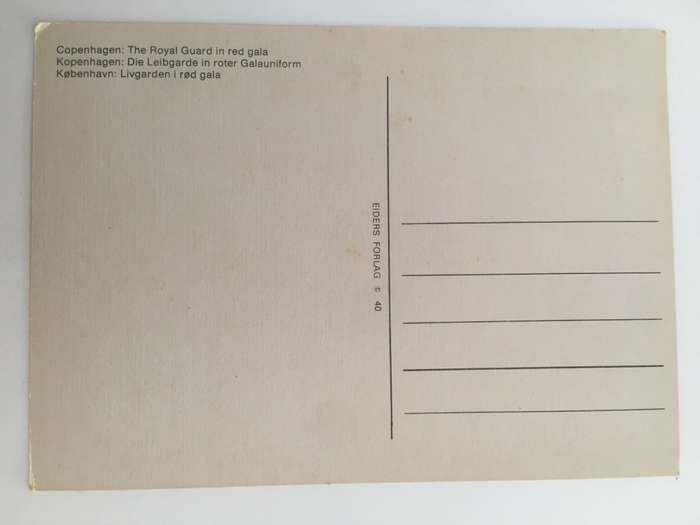 Copenhagen: The Royal Guard in red gala
Kopenhagen: Die Leibgarde in roter Galauniform
København: Livgarden i rød gala
EIDERS FORLAG © 40